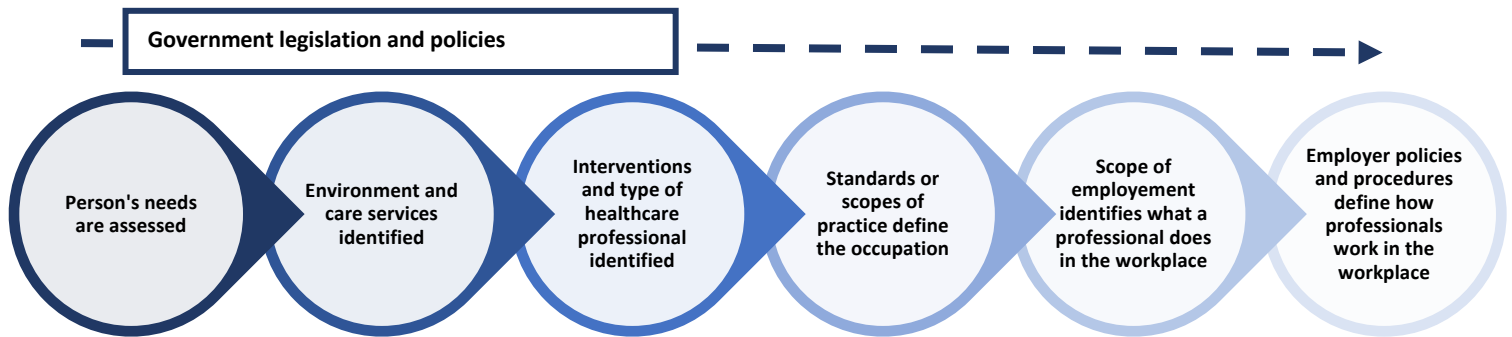 Government legislation and policies
Person's needs
are assessed
Environment and
care services
identified
Interventions
and type of
healthcare
professional
identified
Standards or
scopes of
practice define
the occupation
Scope of
employement
identifies what a
professional does
in the workplace
Employer policies
and procedures
define how
professionals
work in the
workplace